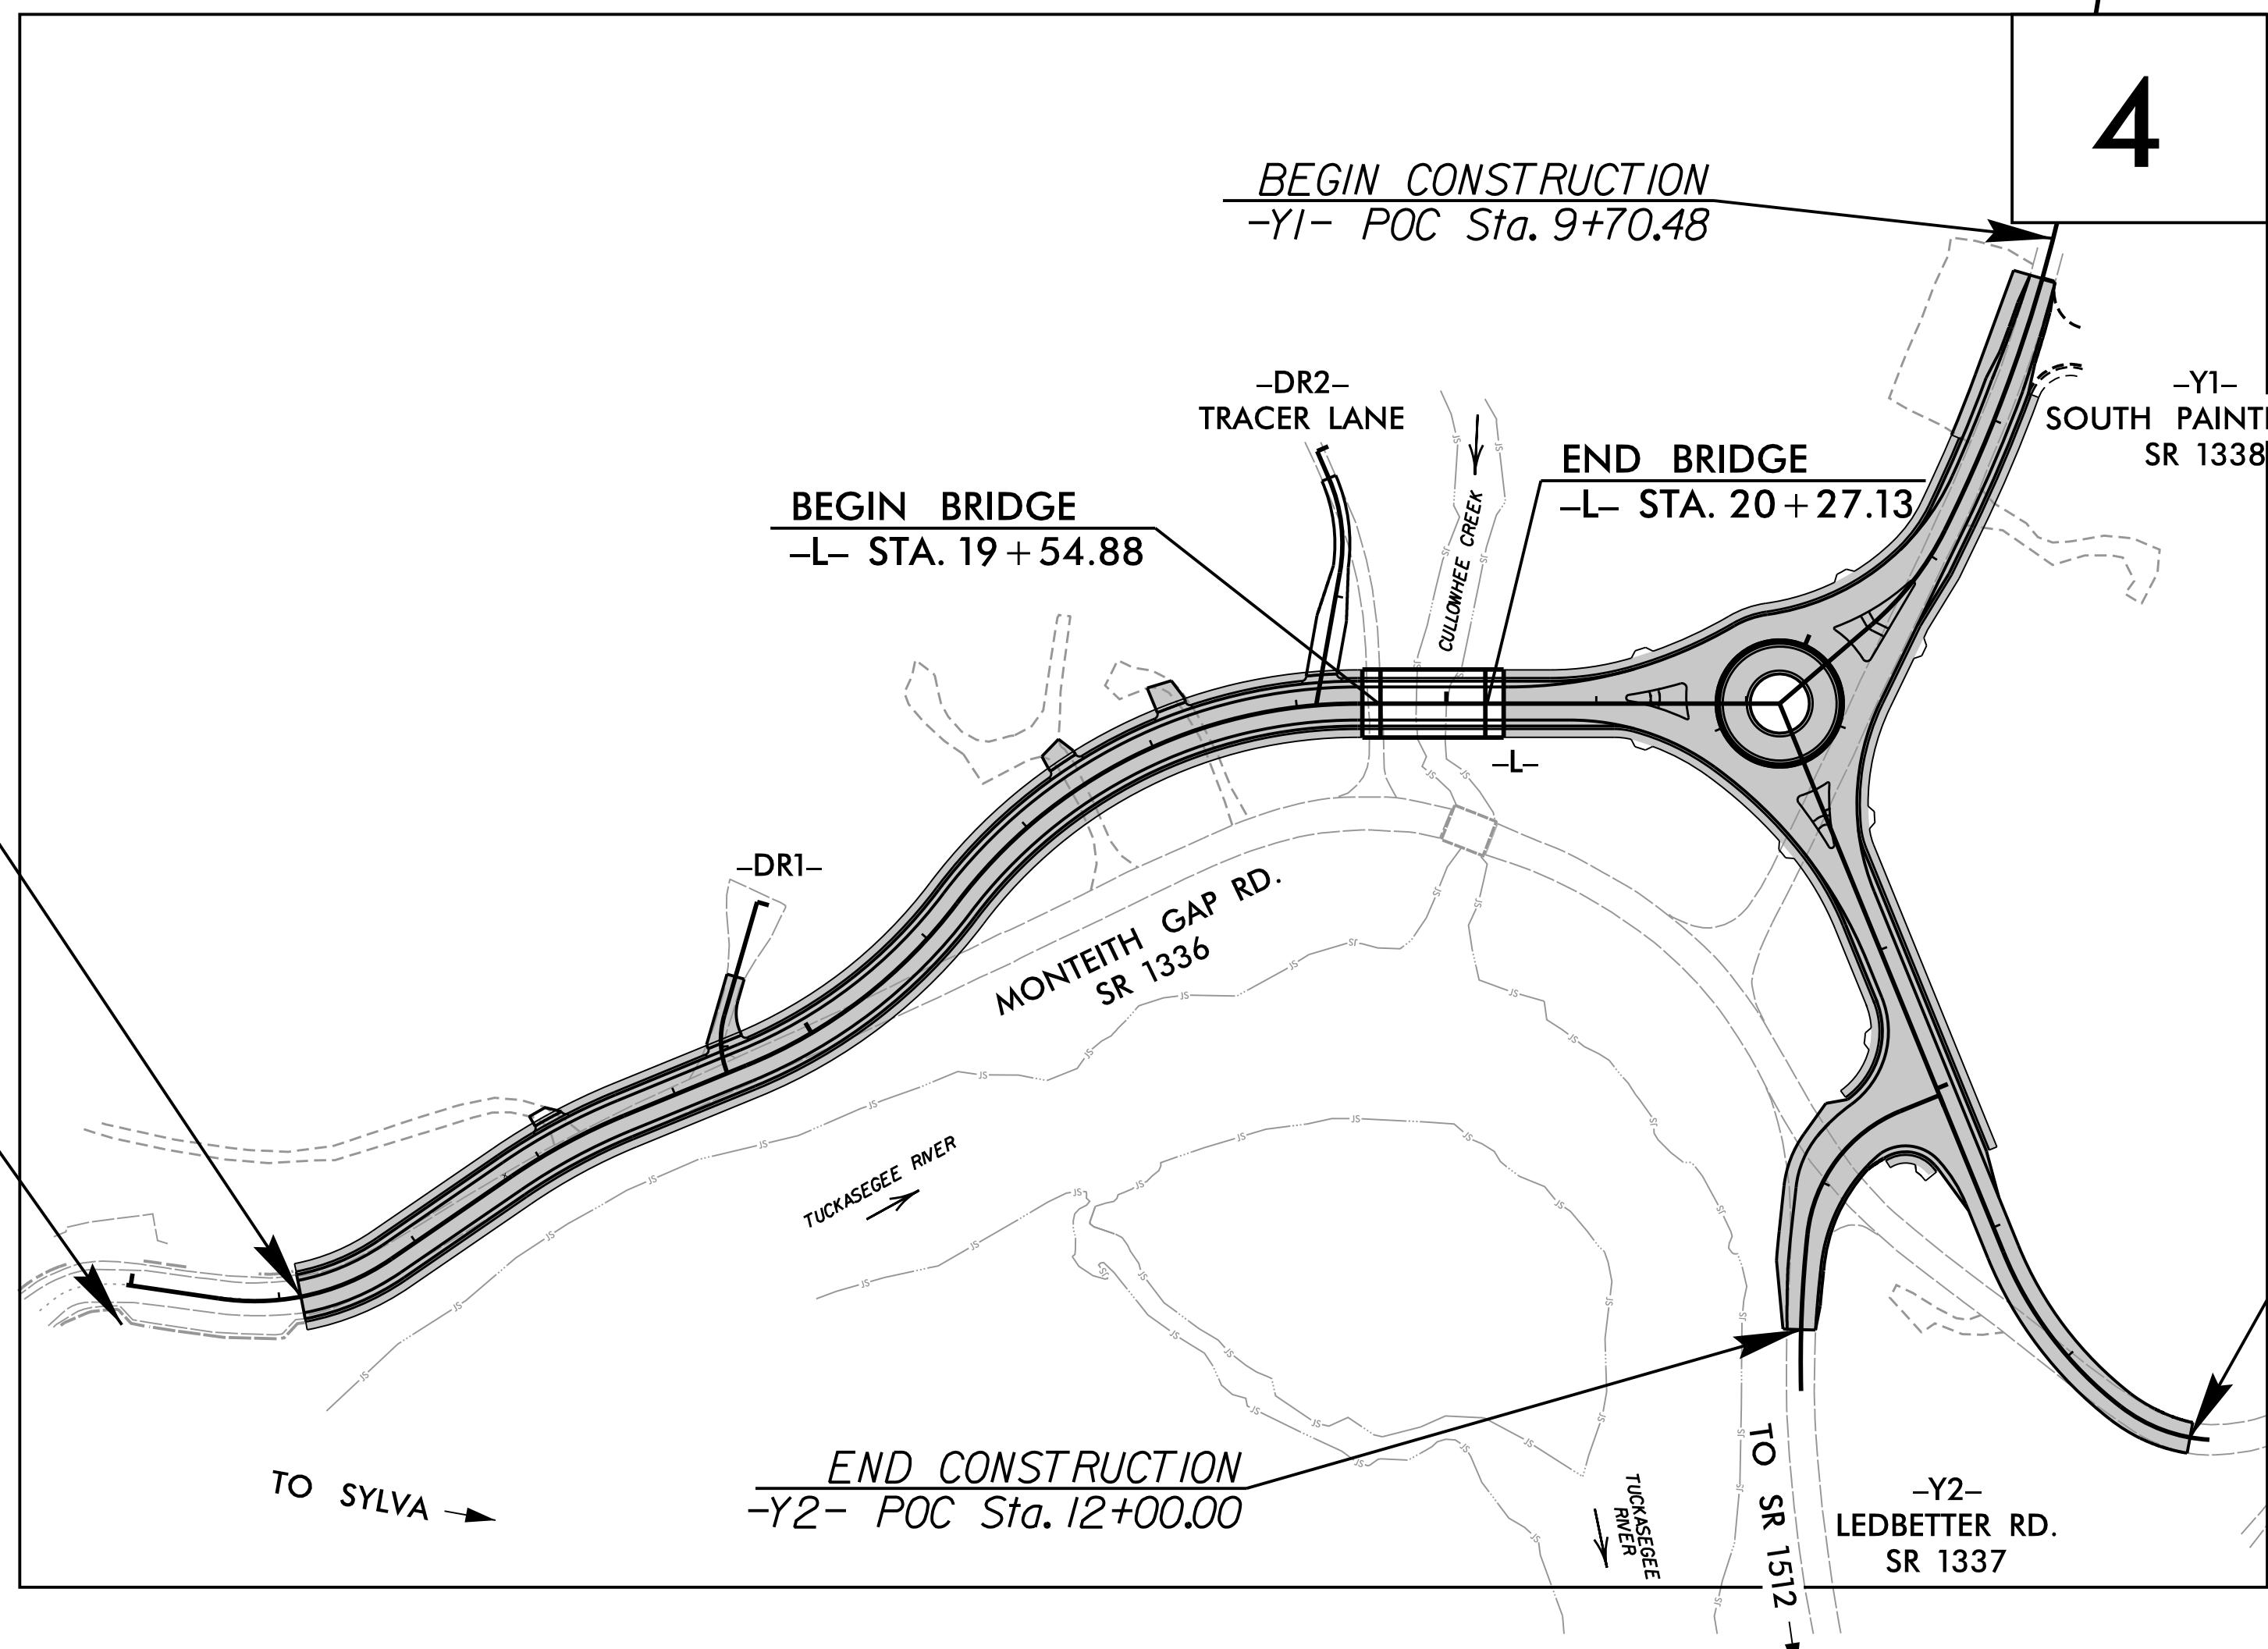 4
BEGIN CONSTRUCTION
-Y1- POC Sta. 9+70.48
-DR2-
TRACER LANE
-Y1-
SOUTH PAINT
SR 1338
END BRIDGE
-L- STA. 20+27.13
BEGIN BRIDGE
-L- STA. 19+54.88
CULLOWHEE CREEK
-L-
-DR1-
MONTEITH GAP RD.
SR 1336
TUCKASEGEE RIVER
END CONSTRUCTION
-Y2- POC Sta. 12+00.00
TO SYLVA
TUCKASEGEE
RIVER
TO SR 1512
-Y2-
LEDBETTER RD.
SR 1337